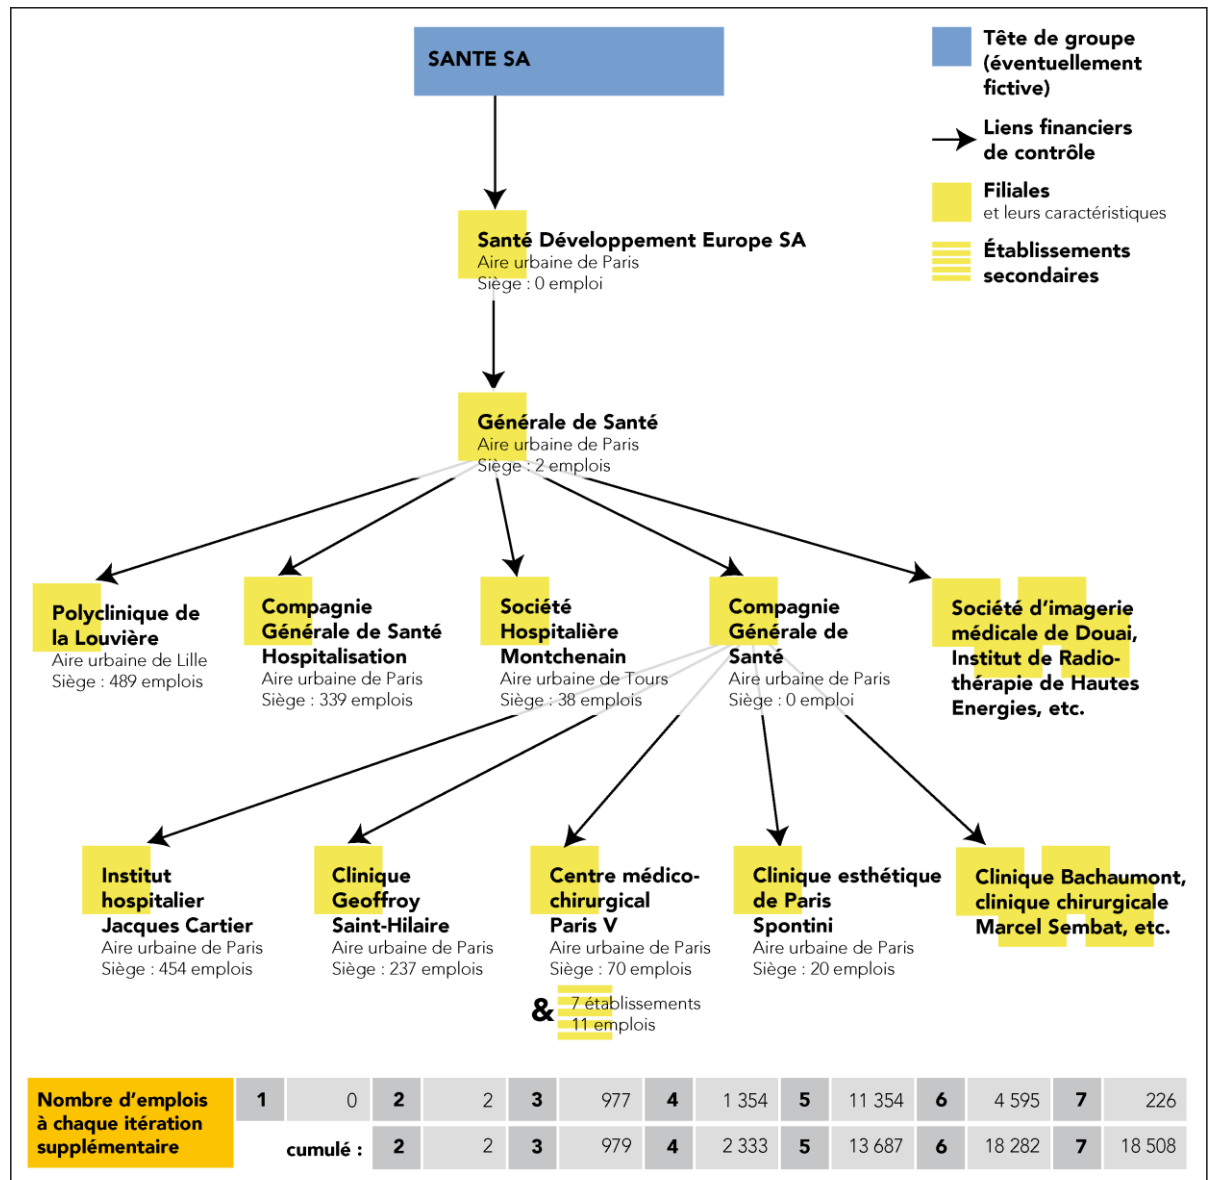 SANTE SA
Tête de groupe
(éventuellement
fictive)
Liens financiers
de contrôle
Filiales
et leurs caractéristiques
Établissements
secondaires
Santé Développement Europe SA
Aire urbaine de Paris
Siège : 0 emploi
Générale de Santé
Aire urbaine de Paris
Siège : 2 emplois
Polyclinique de
la Louvière
Aire urbaine de Lille
Siège : 489 emplois
Compagnie
Générale de Santé
Hospitalisation
Aire urbaine de Paris
Siège : 339 emplois
Société
Hospitalière
Montchenain
Aire urbaine de Tours
Siège : 38 emplois
Compagnie
Générale de
Santé
Aire urbaine de Paris
Siège : 0 emploi
Société d'imagerie
médicale de Douai,
Institut de Radio-
thérapie de Hautes
Energies, etc.
Institut
hospitalier
Jacques Cartier
Aire urbaine de Paris
Siège : 454 emplois
Clinique
Geoffroy
Saint-Hilaire
Aire urbaine de Paris
Siège : 237 emplois
Centre médico-
chirurgical
Paris V
Aire urbaine de Paris
Siège : 70 emplois
& 7 établissements
11 emplois
Clinique esthétique
de Paris
Spontini
Aire urbaine de Paris
Siège : 20 emplois
Clinique Bachaumont,
clinique chirurgicale
Marcel Sembat, etc.
Nombre d'emplois
à chaque itération
supplémentaire
1 0 2 2 3 977 4 1 354 5 11 354 6 4 595 7 226
cumulé : 2 2 3 979 4 2 333 5 13 687 6 18 282 7 18 508